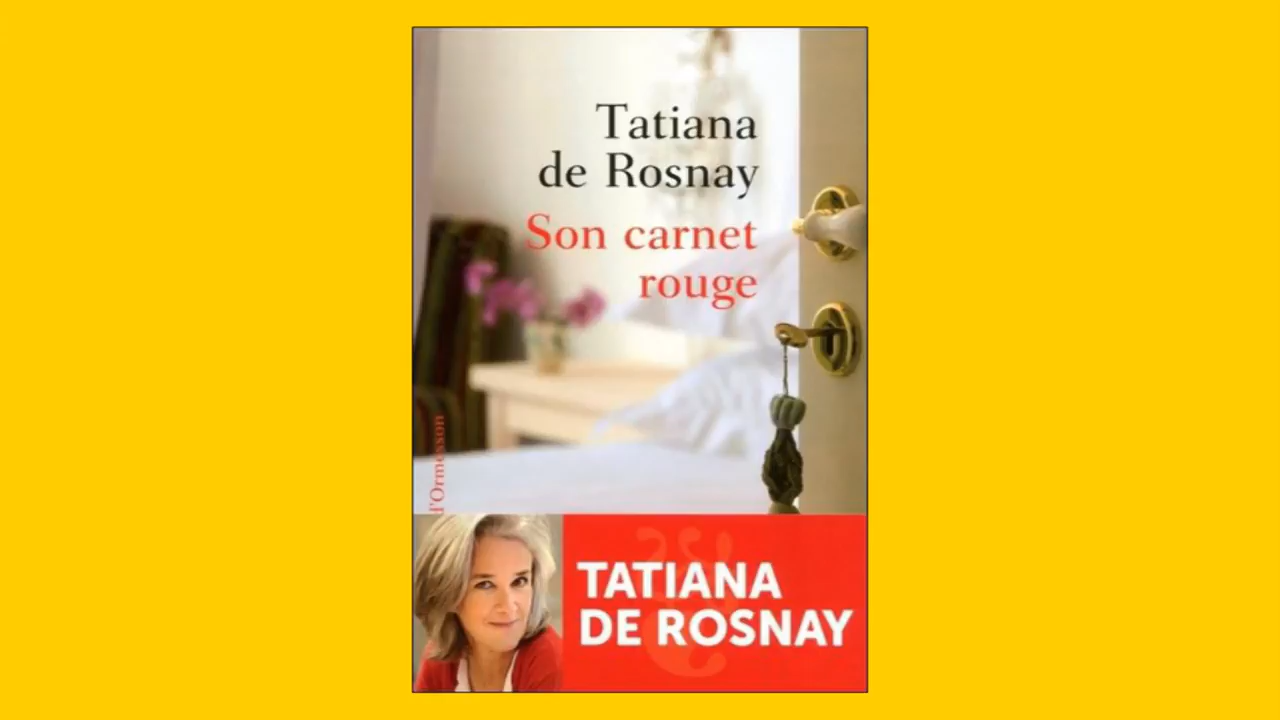 Tatiana
de Rosnay
Son carnet
rouge
d'Ormesson
TATIANA
DE ROSNAY